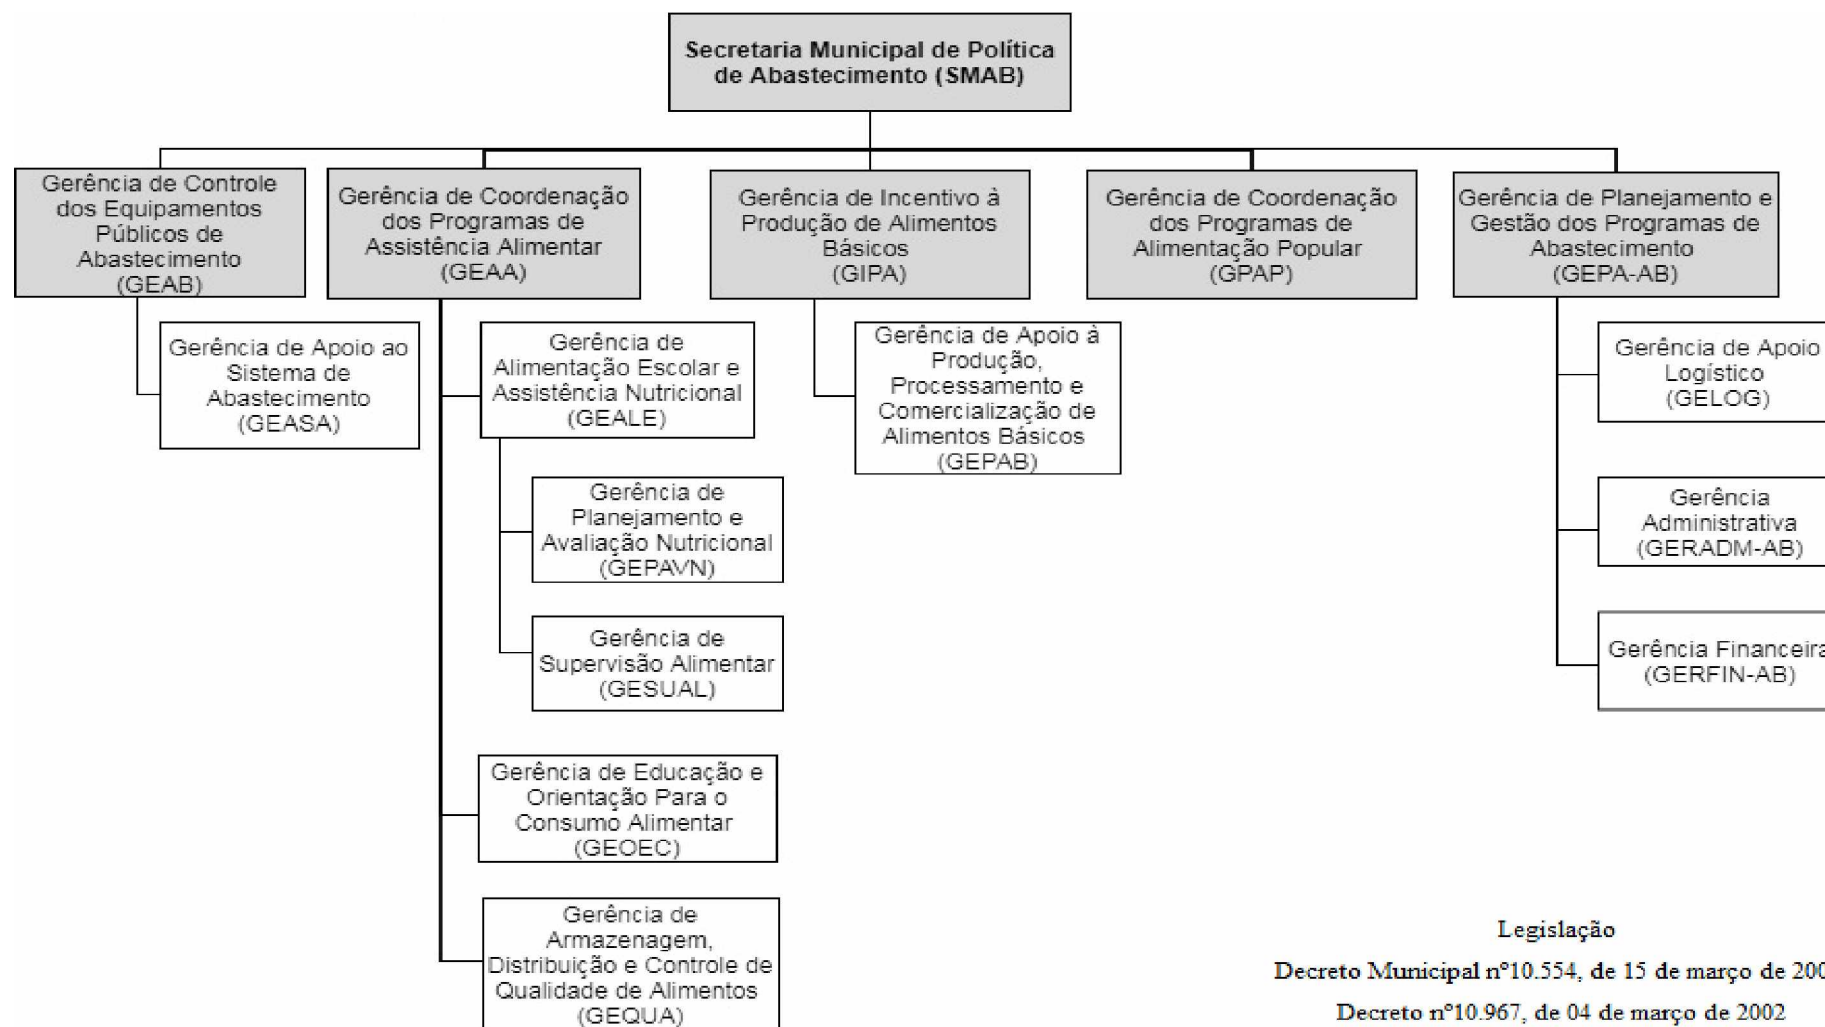 Secretaria Municipal de Política
de Abastecimento (SMAB)
Gerência de Controle
dos Equipamentos
Públicos de
Abastecimento
(GEAB)
Gerência de Coordenação
dos Programas de
Assistência Alimentar
(GEAA)
Gerência de Incentivo à
Produção de Alimentos
Básicos
(GIPA)
Gerência de Coordenação
dos Programas de
Alimentação Popular
(GPAP)
Gerência de Planejamento e
Gestão dos Programas de
Abastecimento
(GEPA-AB)
Gerência de Apoio ao
Sistema de
Abastecimento
(GEASA)
Gerência de
Alimentação Escolar e
Assistência Nutricional
(GEALE)
Gerência de Apoio à
Produção,
Processamento e
Comercialização de
Alimentos Básicos
(GEPAB)
Gerência de Apoio
Logístico
(GELOG)
Gerência de
Planejamento e
Avaliação Nutricional
(GEPAVN)
Gerência
Administrativa
(GERADM-AB)
Gerência de
Supervisão Alimentar
(GESUAL)
Gerência Financeira
(GERFIN-AB)
Gerência de Educação e
Orientação Para o
Consumo Alimentar
(GEOEC)
Gerência de
Armazenagem,
Distribuição e Controle de
Qualidade de Alimentos
(GEQUA)
Legislação
Decreto Municipal nº10.554, de 15 de março de
Decreto nº10.967, de 04 de março de 2002